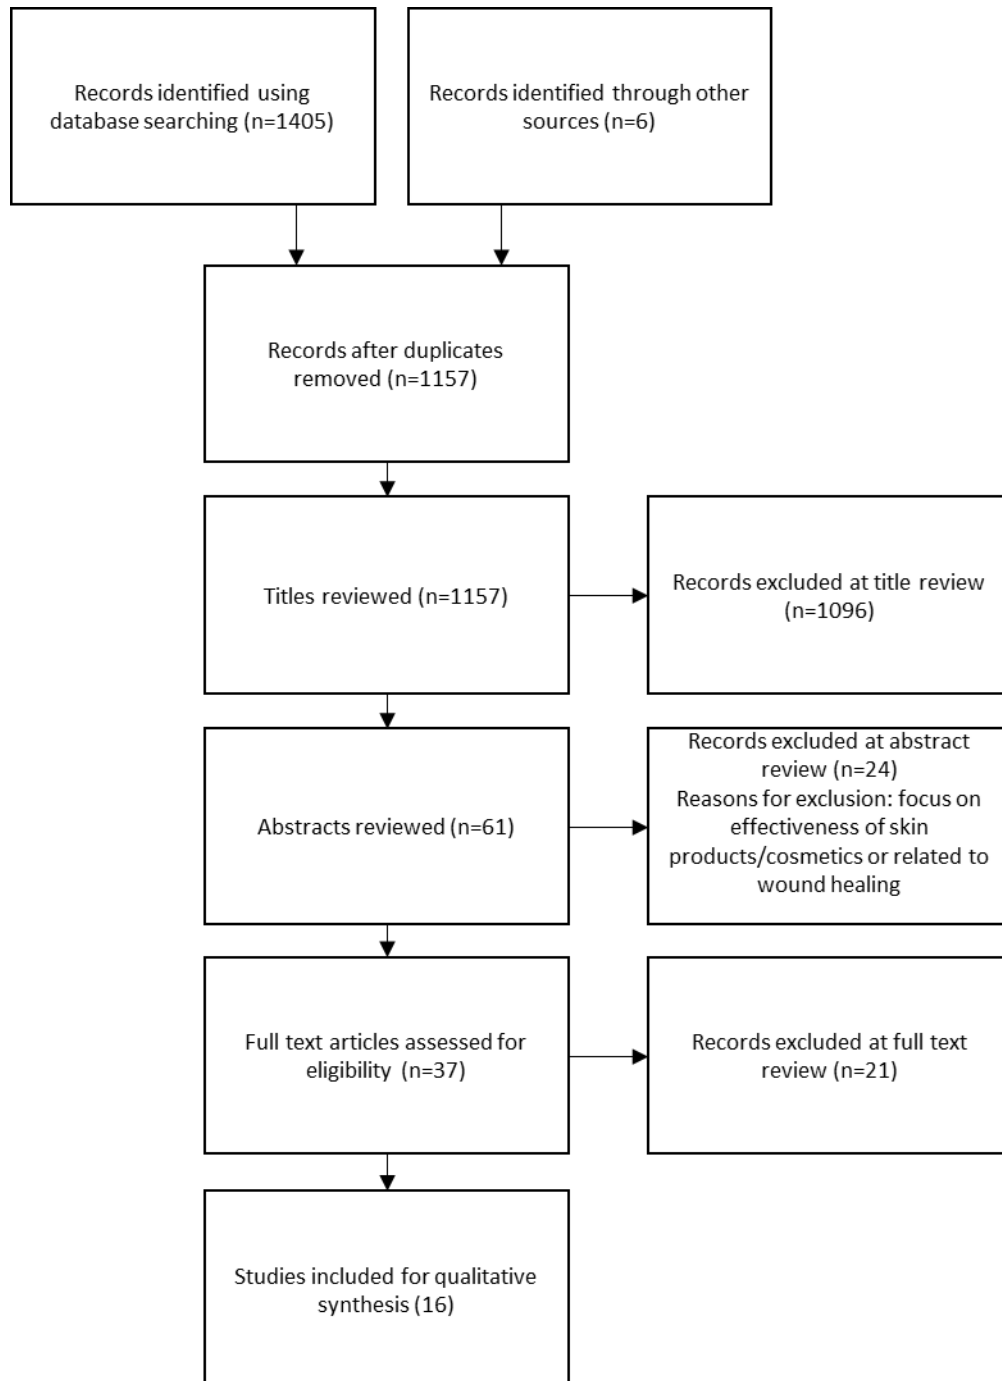 Records identified using
database searching (n=1405)
Records identified through other
sources (n=6)
Records after duplicates
removed (n=1157)
Titles reviewed (n=1157)
Records excluded at title review
(n=1096)
Abstracts reviewed (n=61)
Records excluded at abstract
review (n=24)
Reasons for exclusion: focus on
effectiveness of skin
products/cosmetics or related to
wound healing
Full text articles assessed for
eligibility (n=37)
Records excluded at full text
review (n=21)
Studies included for qualitative
synthesis (16)